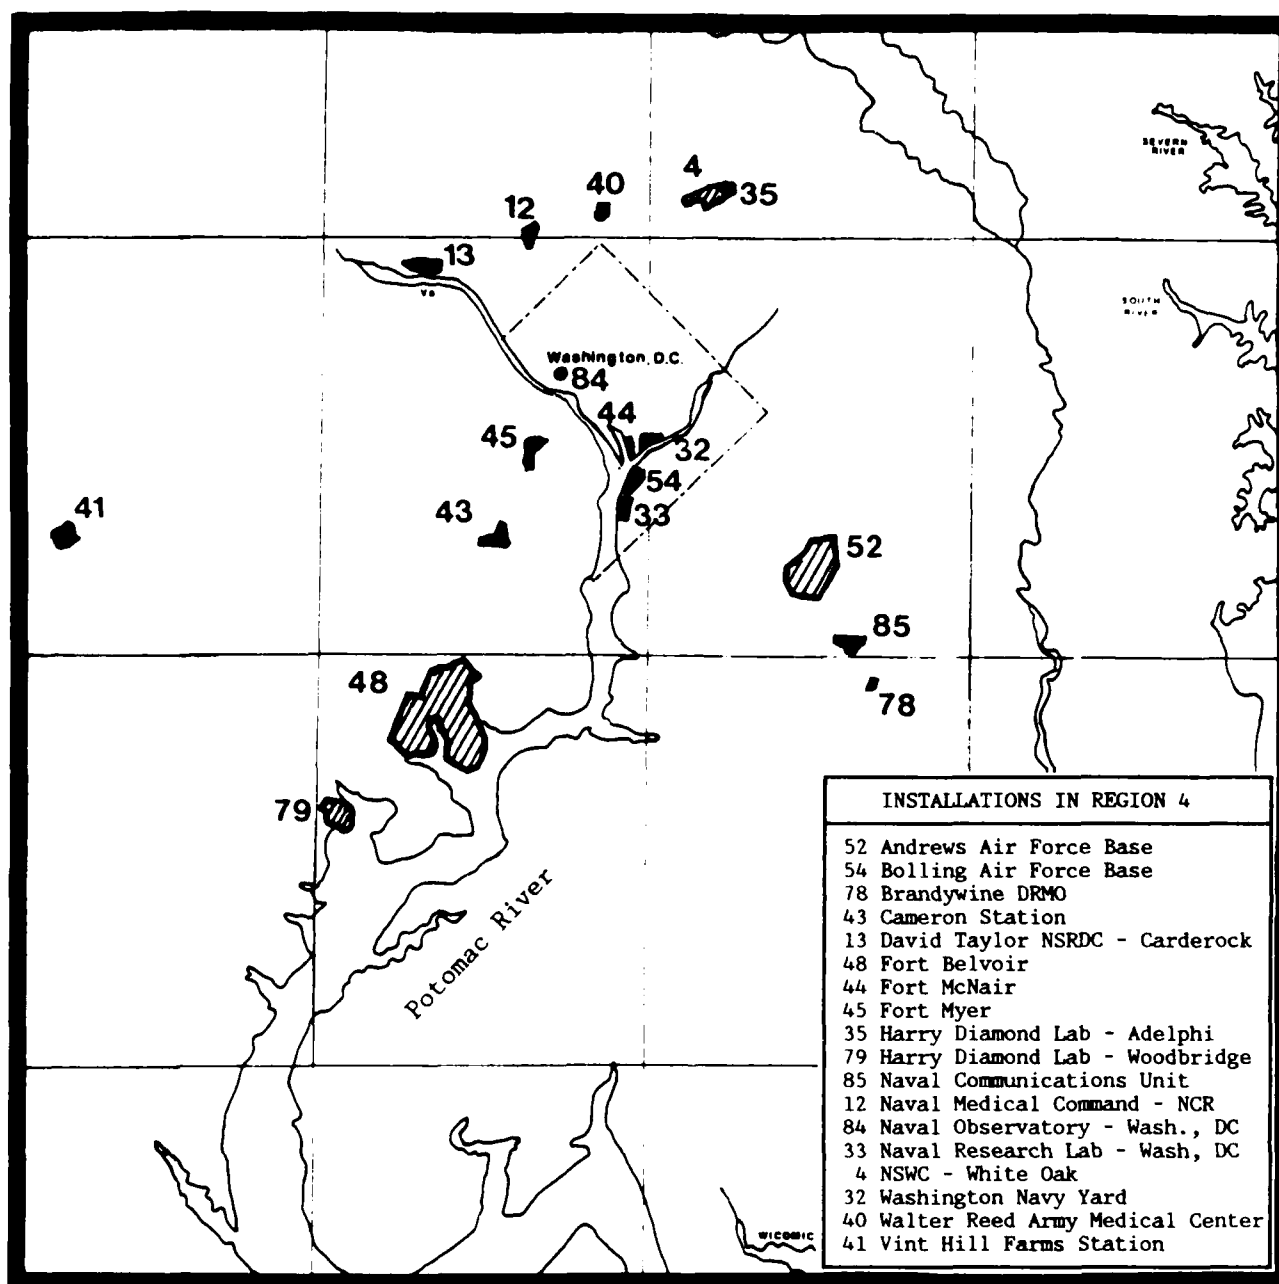 SEVERN
RIVER
4
40
35
12
13
Va
SOUTH
RIVER
Washington, D.C.
84
44
45
32
54
41
43
33
52
85
48
78
79
Potomac River
WICOMIC
INSTALLATIONS IN REGION 4
52 Andrews Air Force Base
54 Bolling Air Force Base
78 Brandywine DRMO
43 Cameron Station
13 David Taylor NSRDC - Carderock
48 Fort Belvoir
44 Fort McNair
45 Fort Myer
35 Harry Diamond Lab - Adelphi
79 Harry Diamond Lab - Woodbridge
85 Naval Communications Unit
12 Naval Medical Command - NCR
84 Naval Observatory - Wash., DC
33 Naval Research Lab - Wash, DC
4 NSWC - White Oak
32 Washington Navy Yard
40 Walter Reed Army Medical Center
41 Vint Hill Farms Station